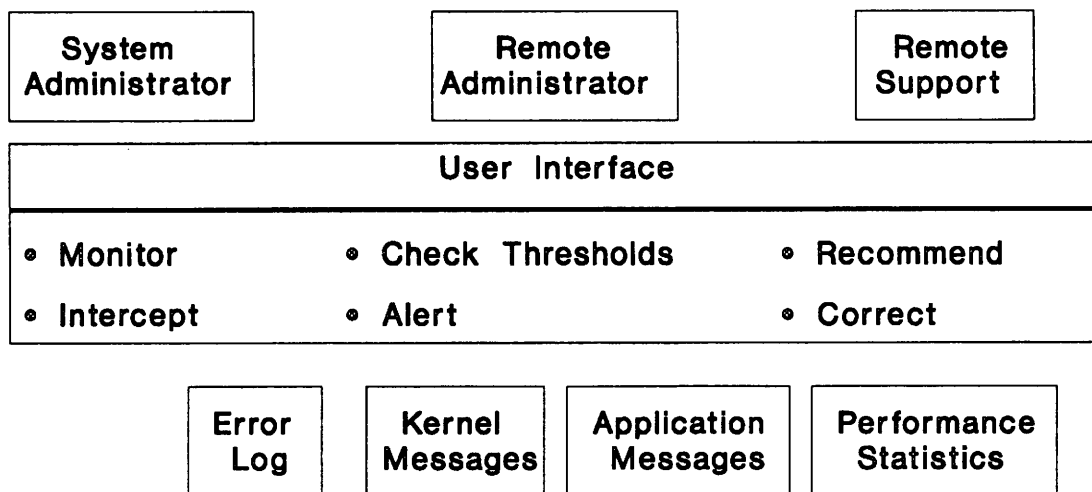 System
Administrator
Remote
Administrator
Remote
Support
User Interface
• Monitor
• Check Thresholds
• Recommend
• Intercept
• Alert
• Correct
Error
Log
Kernel
Messages
Application
Messages
Performance
Statistics